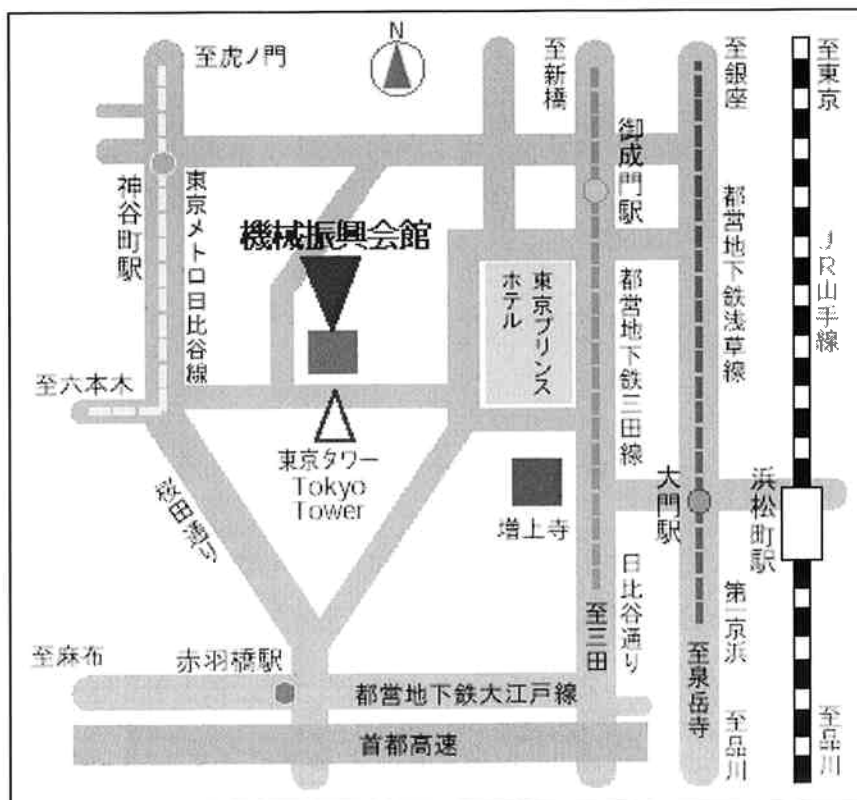 N
至虎ノ門
至新橋
至銀座
至東京
神谷町駅
東京メトロ日比谷線
御成門駅
機械振興会館
東京プリンス
ホテル
都営地下鉄三田線
都営地下鉄浅草線
JR山手線
至六本木
東京タワー
Tokyo
Tower
桜田通り
増上寺
大門駅
浜松町駅
日比谷通り
至三田
第一京浜
至泉岳寺
至品川
至品川
至麻布
赤羽橋駅
都営地下鉄大江戸線
首都高速